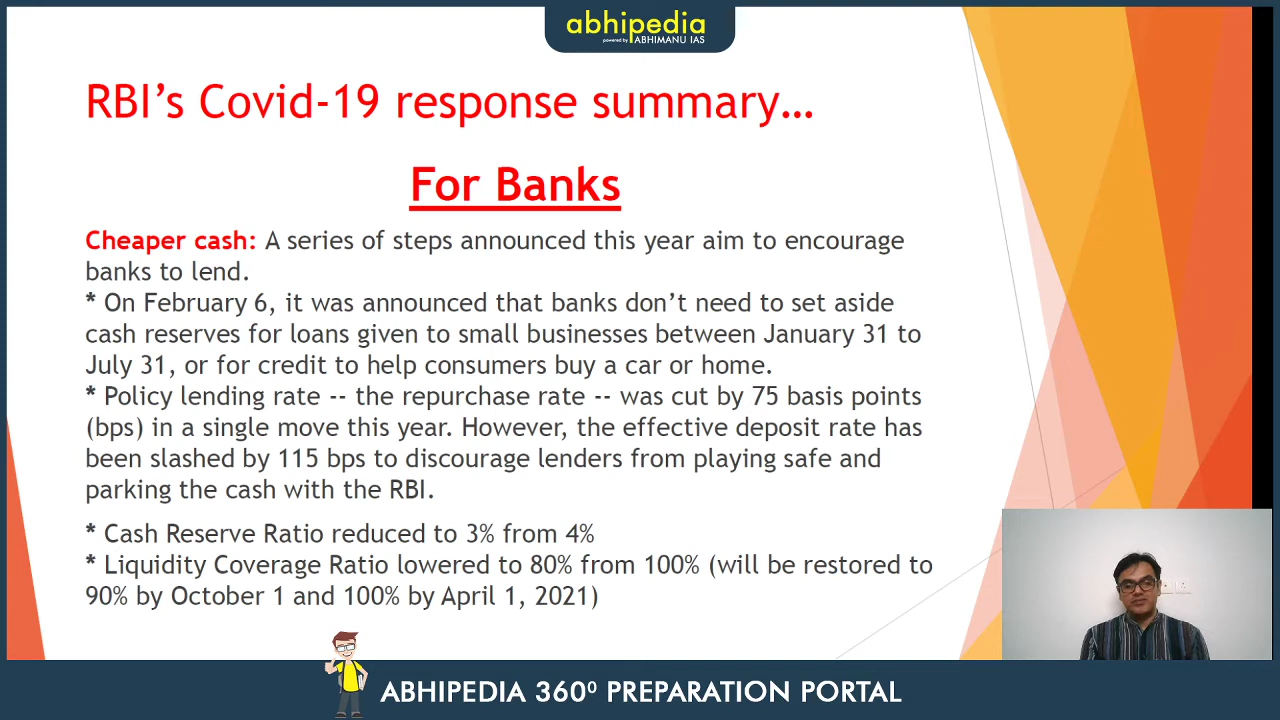 abhipedia
powered by ABHIMANU IAS
RBI’s Covid-19 response summary…
For Banks
Cheaper cash: A series of steps announced this year aim to encourage
banks to lend.
* On February 6, it was announced that banks don’t need to set aside
cash reserves for loans given to small businesses between January 31 to
July 31, or for credit to help consumers buy a car or home.
* Policy lending rate -- the repurchase rate -- was cut by 75 basis points
(bps) in a single move this year. However, the effective deposit rate has
been slashed by 115 bps to discourage lenders from playing safe and
parking the cash with the RBI.
* Cash Reserve Ratio reduced to 3% from 4%
* Liquidity Coverage Ratio lowered to 80% from 100% (will be restored to
90% by October 1 and 100% by April 1, 2021)
ABHIPEDIA 360⁰ PREPARATION PORTAL